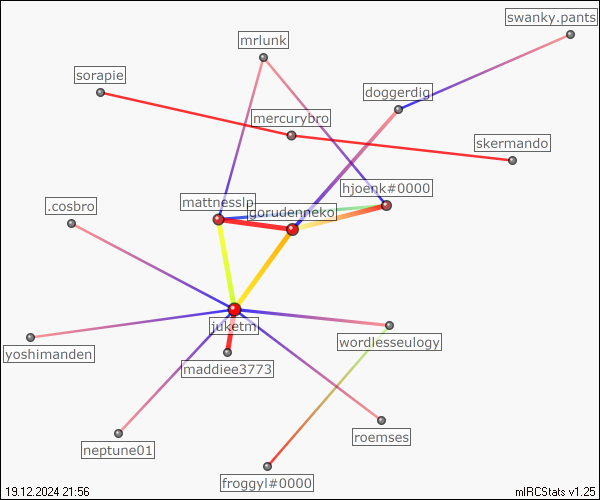 swanky.pants
mrlunk
sorapie
doggerdig
mercurybro
skermando
hjoenk#0000
mattnesslp
gouldenneko
.cosbro
juketm
wordlesseulogy
yoshimanden
maddiee3773
roemses
neptune01
froggyl#0000
19.12.2024 21:56
mIRCStats v1.25